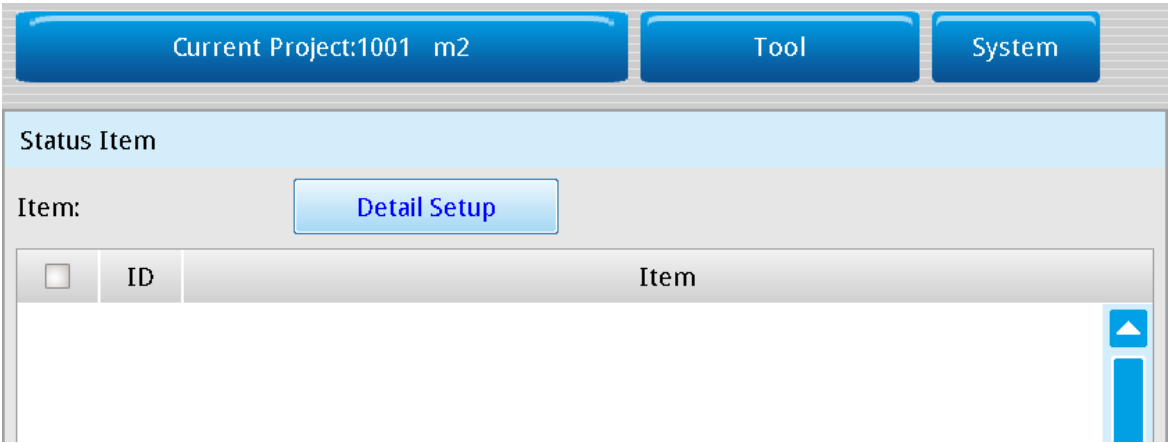 Current Project:1001 m2 Tool System
Status Item
Item: Detail Setup
ID Item